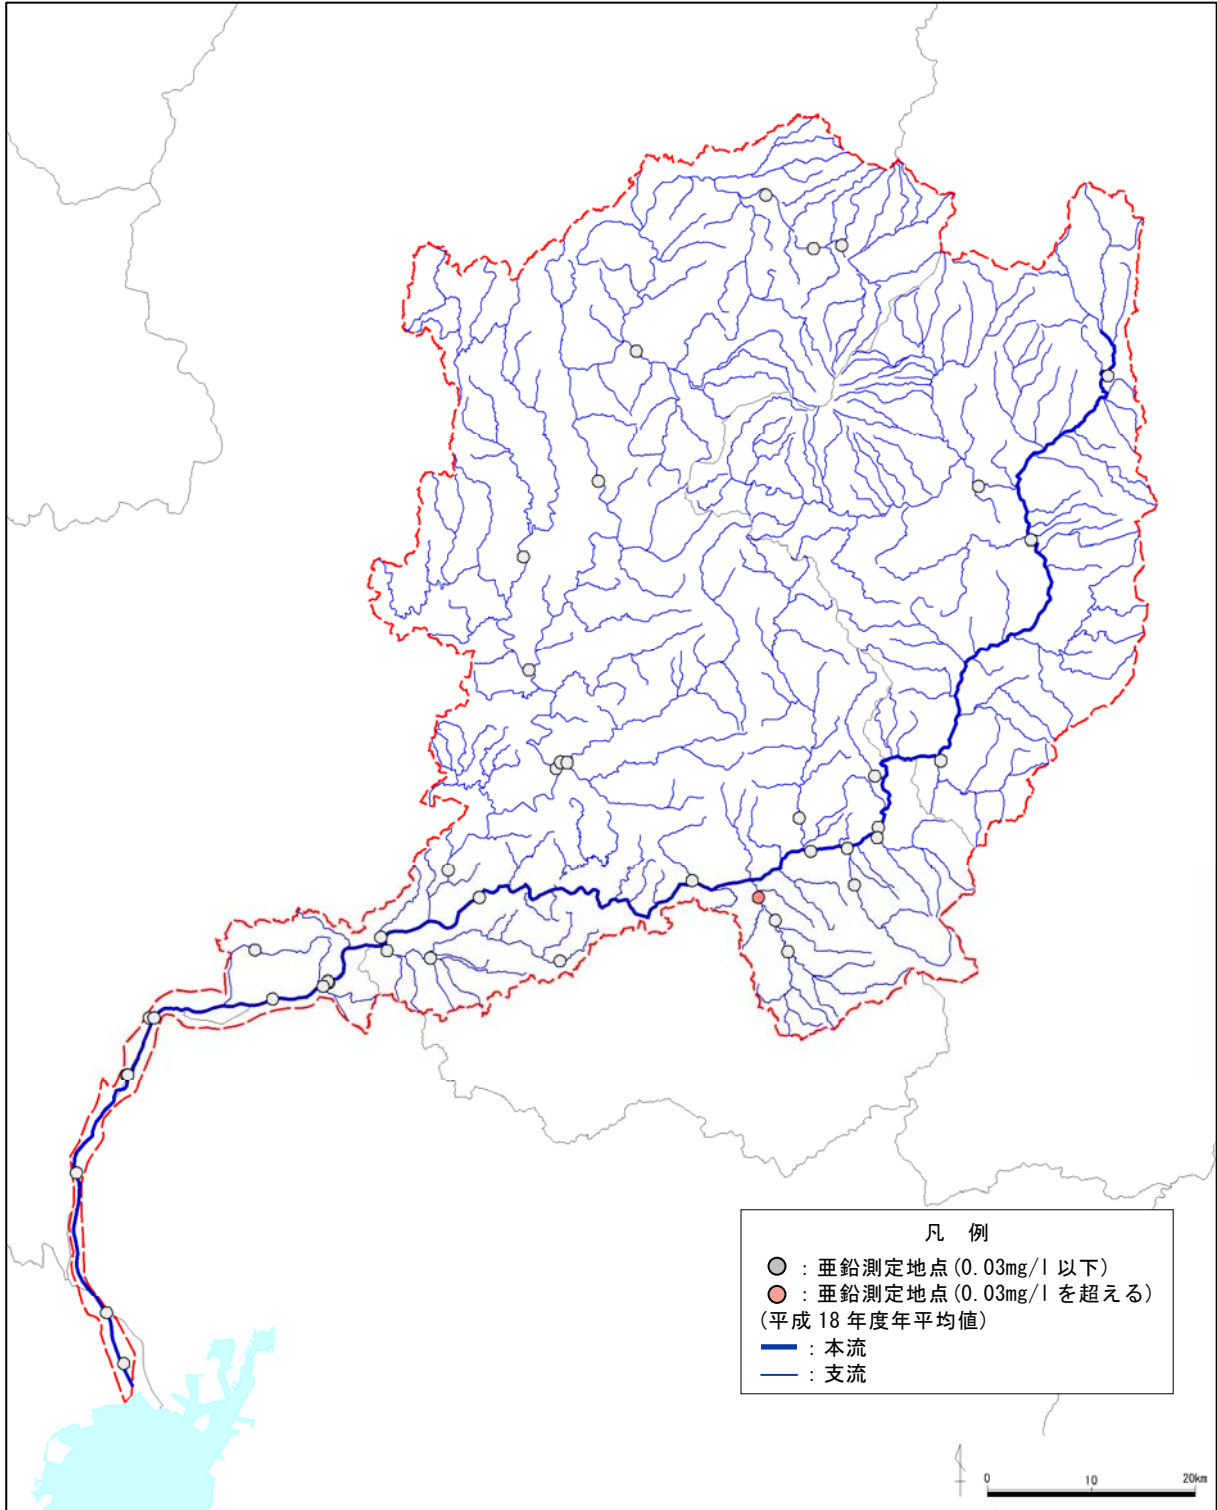 凡 例
：亜鉛測定地点(0.03mg/l 以下)
：亜鉛測定地点(0.03mg/l を超える)
(平成 18 年度年平均値)
：本流
：支流
0 10 20km